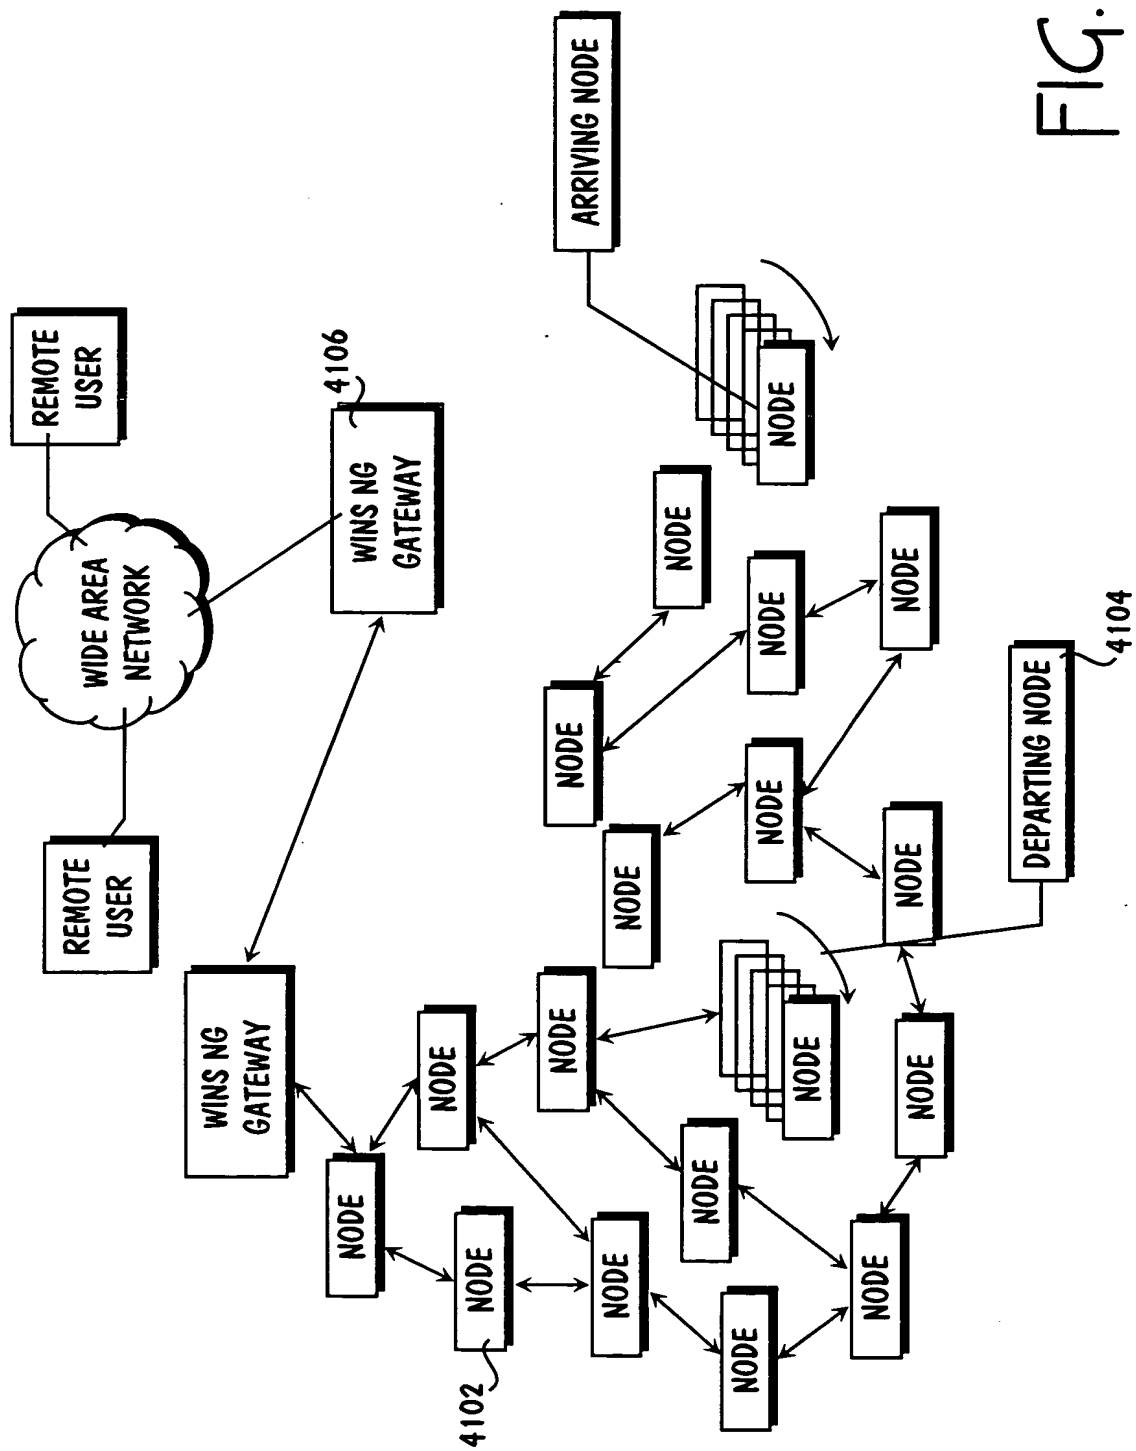 REMOTE
USER
WIDE AREA
NETWORK
REMOTE
USER
WINS NG
GATEWAY
4106
WINS NG
GATEWAY
NODE
NODE
4102
NODE
NODE
NODE
ARRIVING NODE
NODE
NODE
NODE
NODE
NODE
NODE
NODE
NODE
NODE
NODE
NODE
NODE
NODE
DEPARTING NODE
4104
FIG.